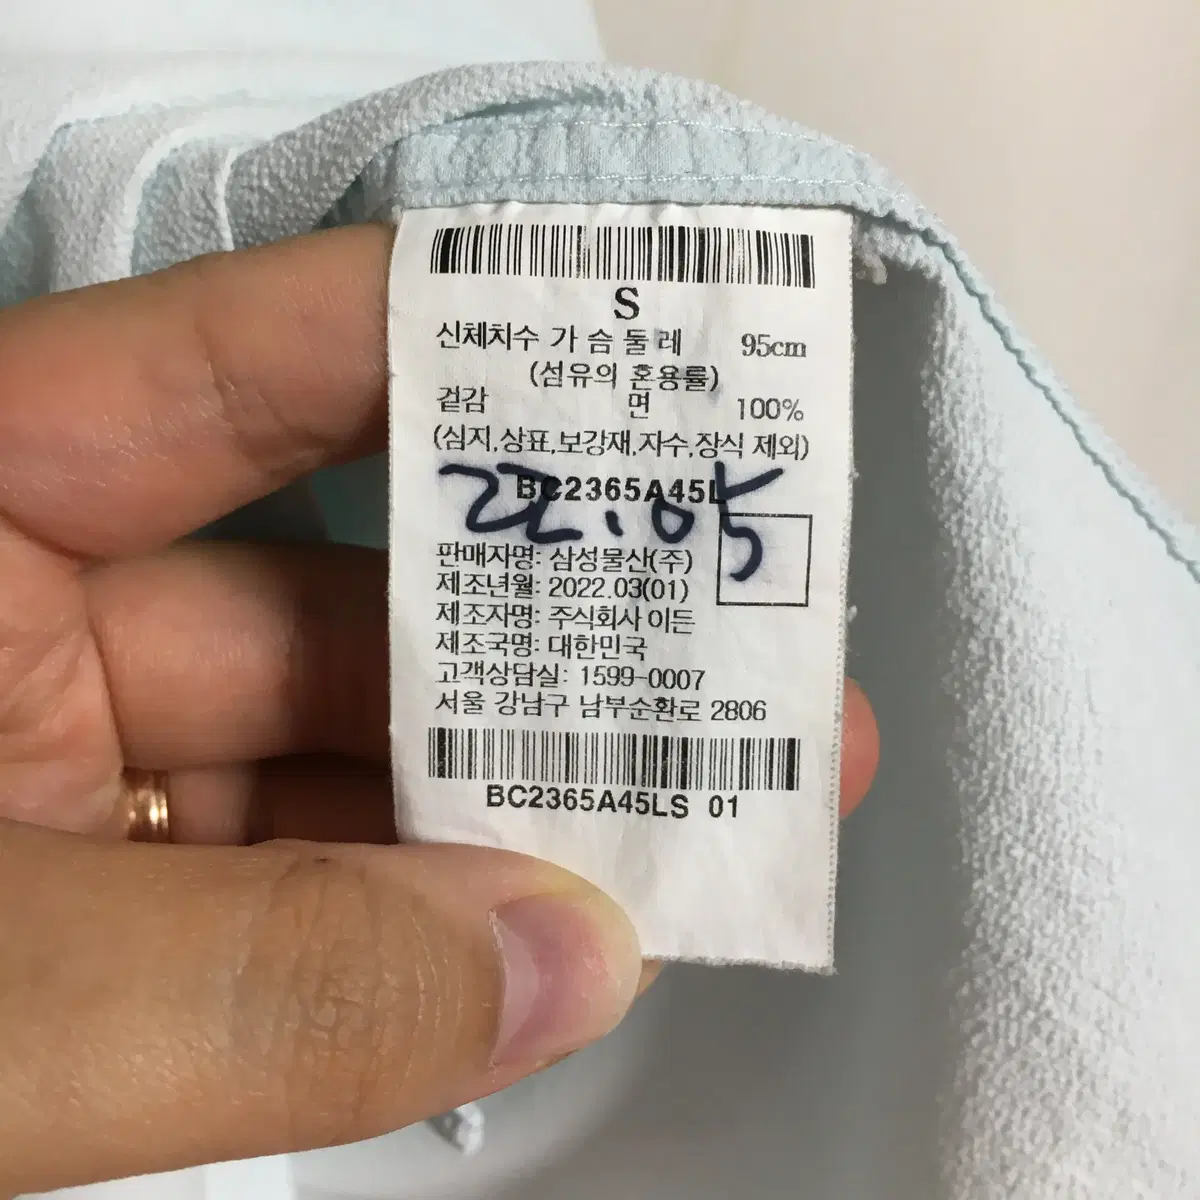 S
신체치수 가 슴 둘 레 95cm
(섬유의 혼용률)
겉감 면 100%
(심지,상표,보강재,자수,장식 제외)
BC2365A45L
22.05
판매자명: 삼성물산(주)
제조년월: 2022.03(01)
제조자명: 주식회사 이든
제조국명: 대한민국
고객상담실: 1599-0007
서울 강남구 남부순환로 2806
BC2365A45LS 01